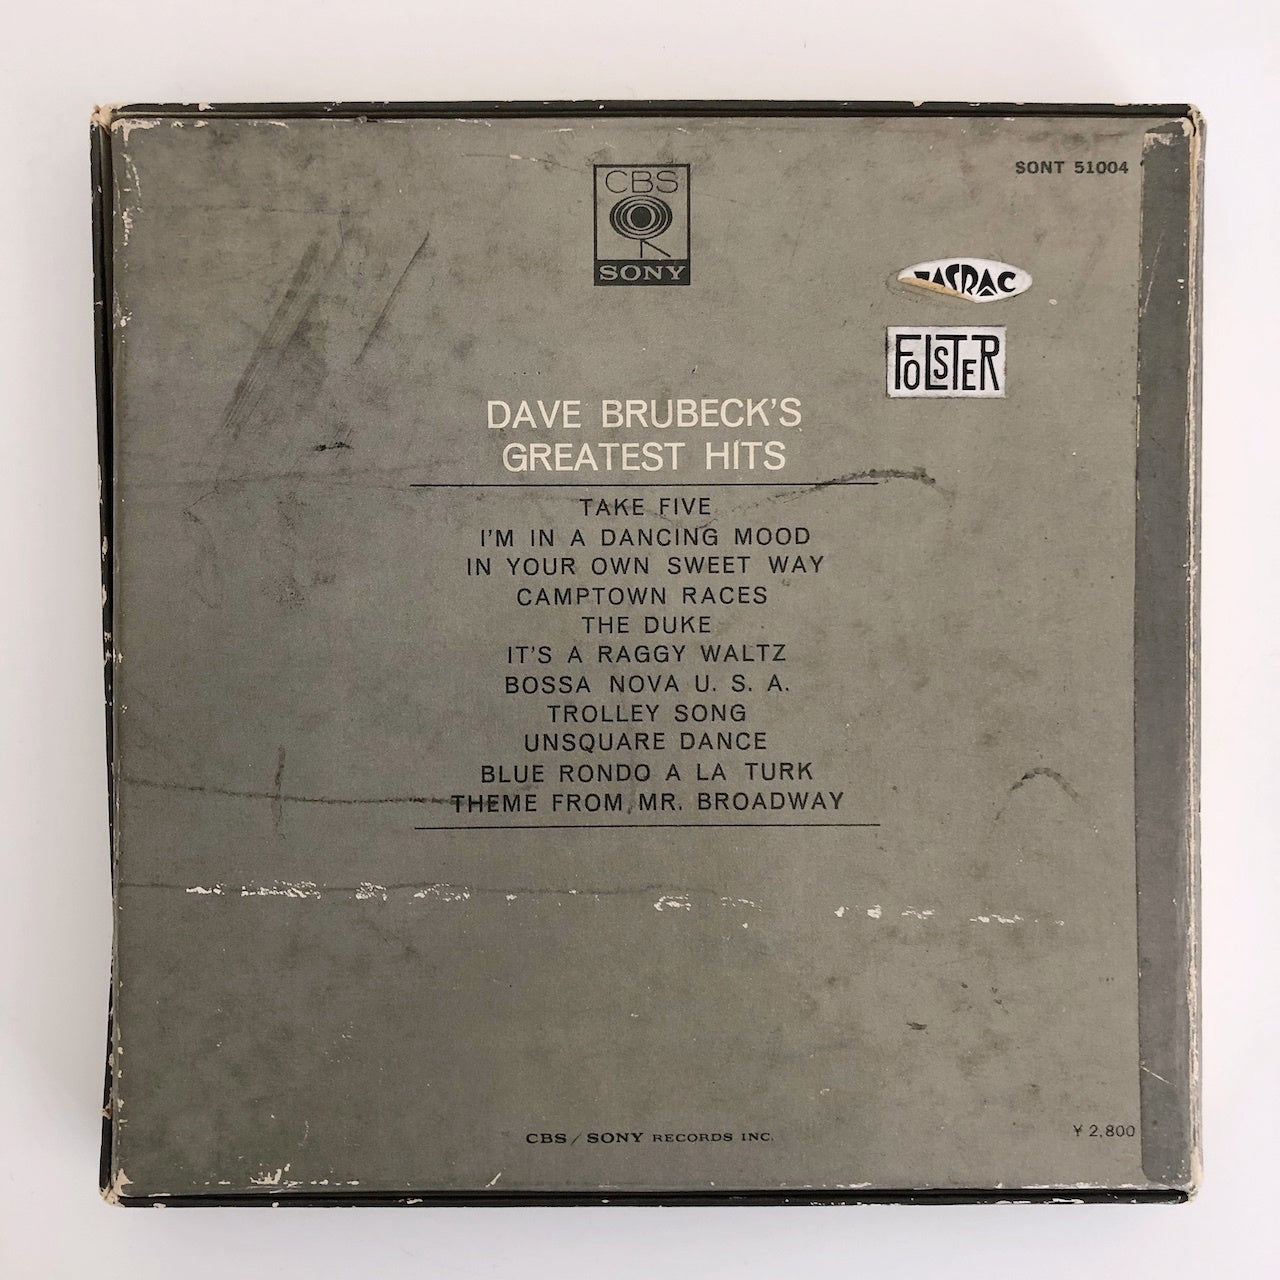 CBS
SONY
SONT 51004
JASRAC
FOLSTER
DAVE BRUBECK'S
GREATEST HITS
TAKE FIVE
I'M IN A DANCING MOOD
IN YOUR OWN SWEET WAY
CAMPTOWN RACES
THE DUKE
IT'S A RAGGY WALTZ
BOSSA NOVA U. S. A.
TROLLEY SONG
UNSQUARE DANCE
BLUE RONDO A LA TURK
THEME FROM MR. BROADWAY
CBS / SONY RECORDS INC.
¥ 2,800